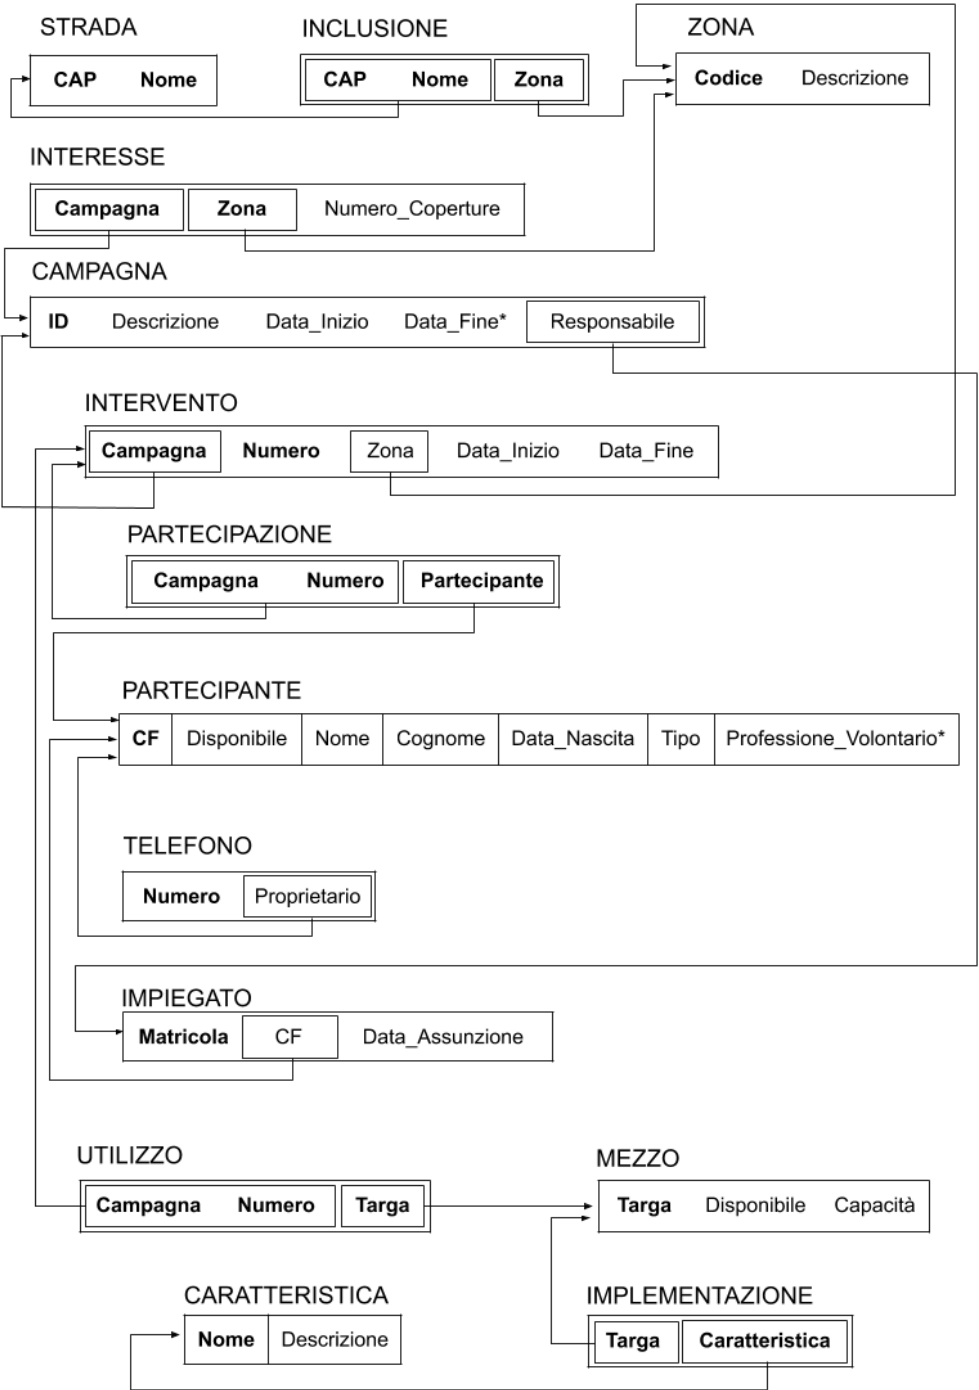 STRADA INCLUSIONE ZONA
CAP Nome CAP Nome Zona Codice Descrizione
INTERESSE
Campagna Zona Numero_Coperture
CAMPAGNA
ID Descrizione Data_Inizio Data_Fine* Responsabile
INTERVENTO
Campagna Numero Zona Data_Inizio Data_Fine
PARTECIPAZIONE
Campagna Numero Partecipante
PARTECIPANTE
CF Disponibile Nome Cognome Data_Nascita Tipo Professione_Volontario*
TELEFONO
Numero Proprietario
IMPIEGATO
Matricola CF Data_Assunzione
UTILIZZO MEZZO
Campagna Numero Targa Targa Disponibile Capacità
CARATTERISTICA IMPLEMENTAZIONE
Nome Descrizione Targa Caratteristica